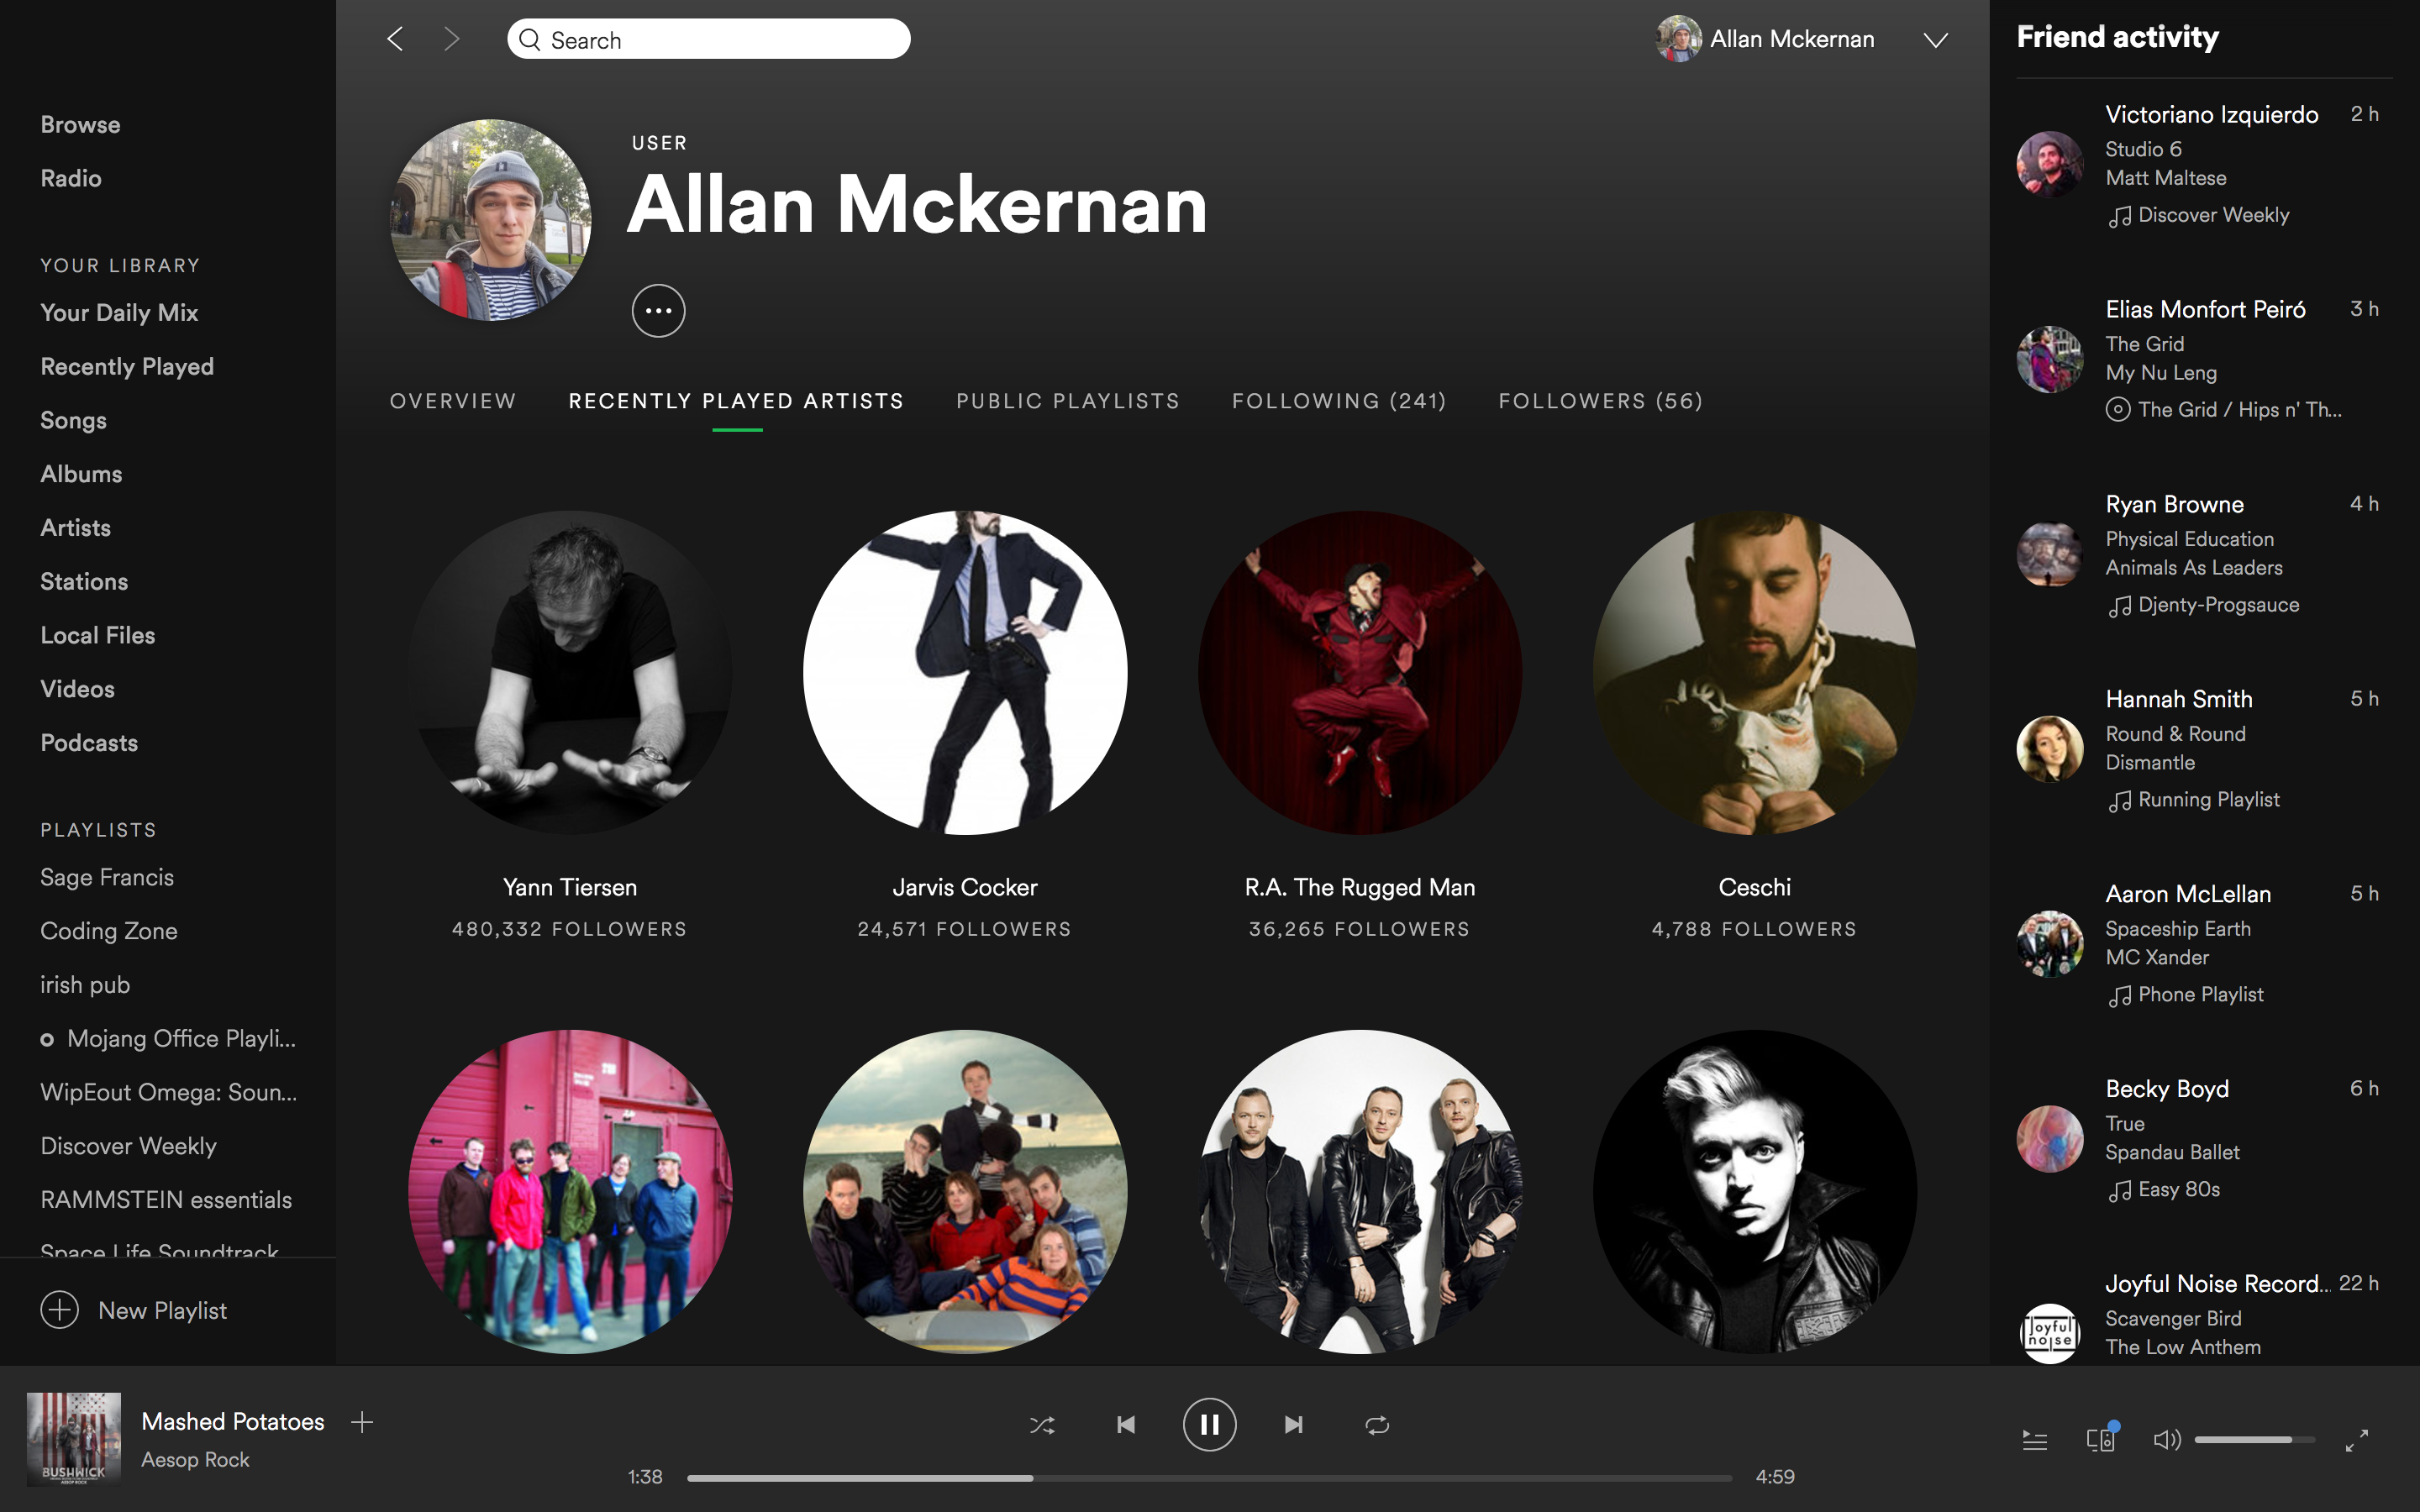 Search
Allan Mckernan
Browse
Radio
YOUR LIBRARY
Your Daily Mix
Recently Played
Songs
Albums
Artists
Stations
Local Files
Videos
Podcasts
PLAYLISTS
Sage Francis
Coding Zone
irish pub
Mojang Office Playli...
WipEout Omega: Soun...
Discover Weekly
RAMMSTEIN essentials
Space Life Soundtrack
New Playlist
USER
Allan Mckernan
OVERVIEW
RECENTLY PLAYED ARTISTS
PUBLIC PLAYLISTS
FOLLOWING (241)
FOLLOWERS (56)
Yann Tiersen
480,332 FOLLOWERS
Jarvis Cocker
24,571 FOLLOWERS
R.A. The Rugged Man
36,265 FOLLOWERS
Ceschi
4,788 FOLLOWERS
Friend activity
Victoriano Izquierdo 2 h
Studio 6
Matt Maltese
Discover Weekly
Elias Monfort Peiró 3 h
The Grid
My Nu Leng
The Grid / Hips n' Th...
Ryan Browne 4 h
Physical Education
Animals As Leaders
Djenty-Progsauce
Hannah Smith 5 h
Round & Round
Dismantle
Running Playlist
Aaron McLellan 5 h
Spaceship Earth
MC Xander
Phone Playlist
Becky Boyd 6 h
True
Spandau Ballet
Easy 80s
Joyful Noise Record... 22 h
Scavenger Bird
The Low Anthem
joyful
noise
BUSHWICK
AESOP ROCK
Mashed Potatoes
Aesop Rock
1:38
4:59